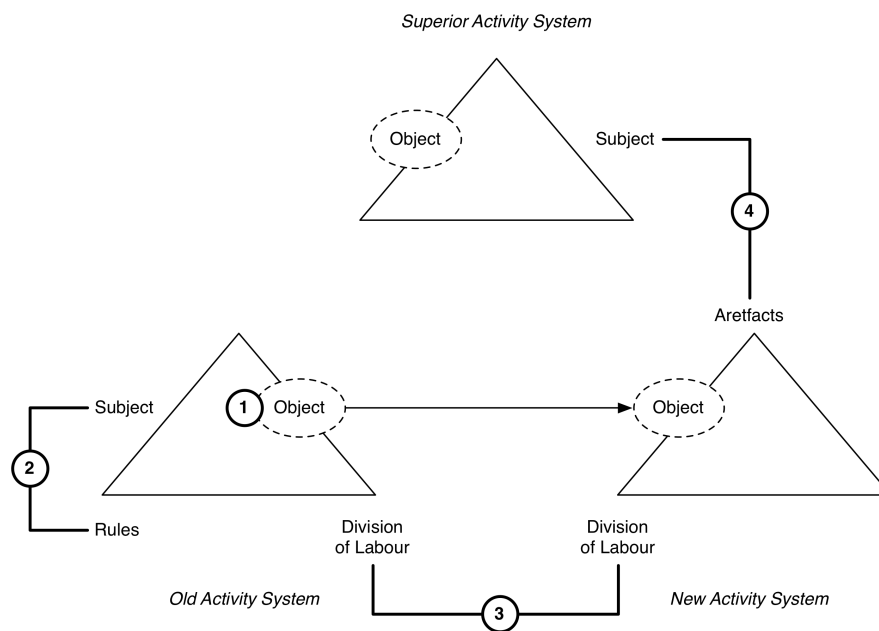 Superior Activity System
Object
Subject
4
Aretfacts
Subject
1
Object
Object
2
Rules
Division
of Labour
Division
of Labour
Old Activity System
3
New Activity System